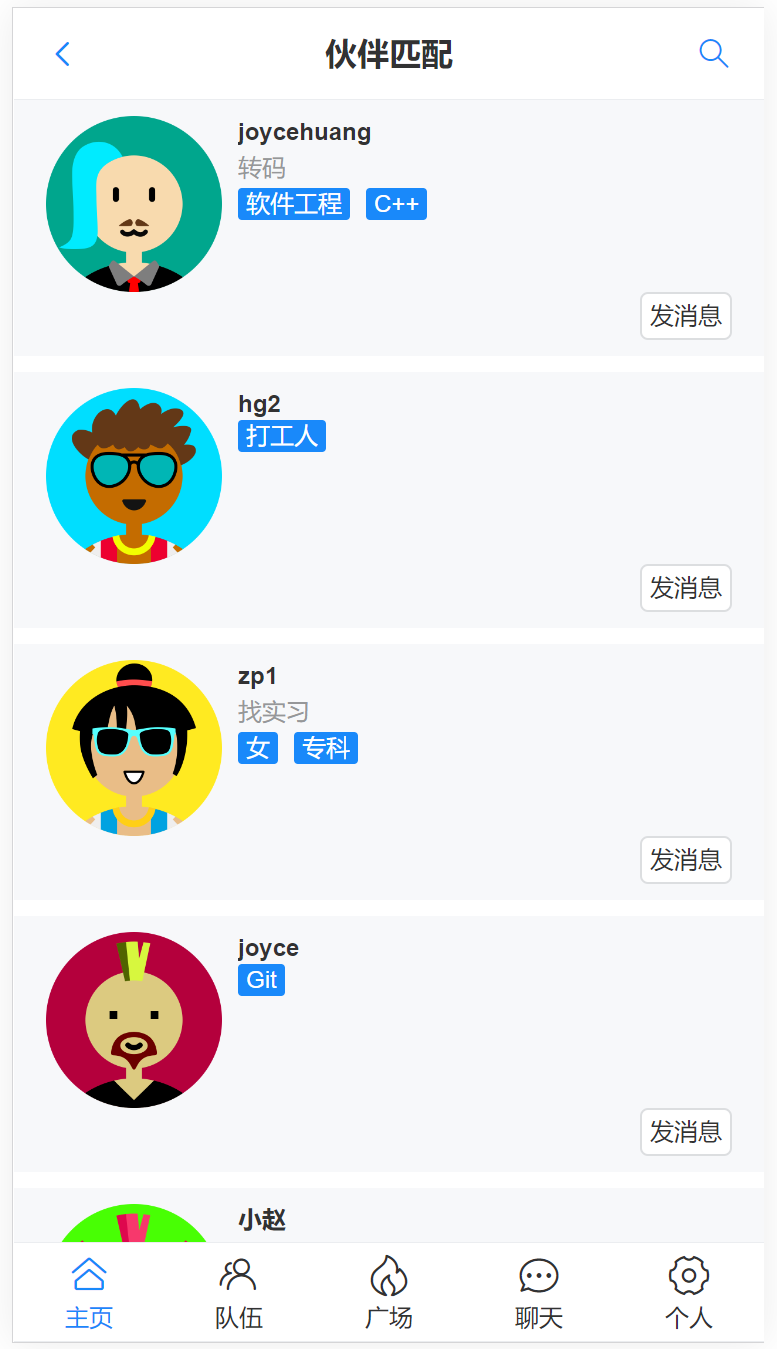 伙伴匹配
joycehuang
转码
软件工程 C++
发消息
hg2
打工人
发消息
zp1
找实习
女 专科
发消息
joyce
Git
发消息
小赵
主页 队伍 广场 聊天 个人